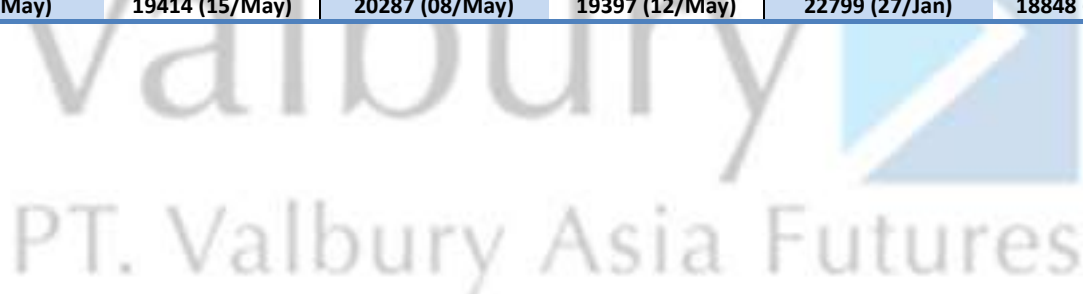 May) 19414 (15/May) 20287 (08/May) 19397 (12/May) 22799 (27/Jan) 18848
Valbury
PT. Valbury Asia Futures